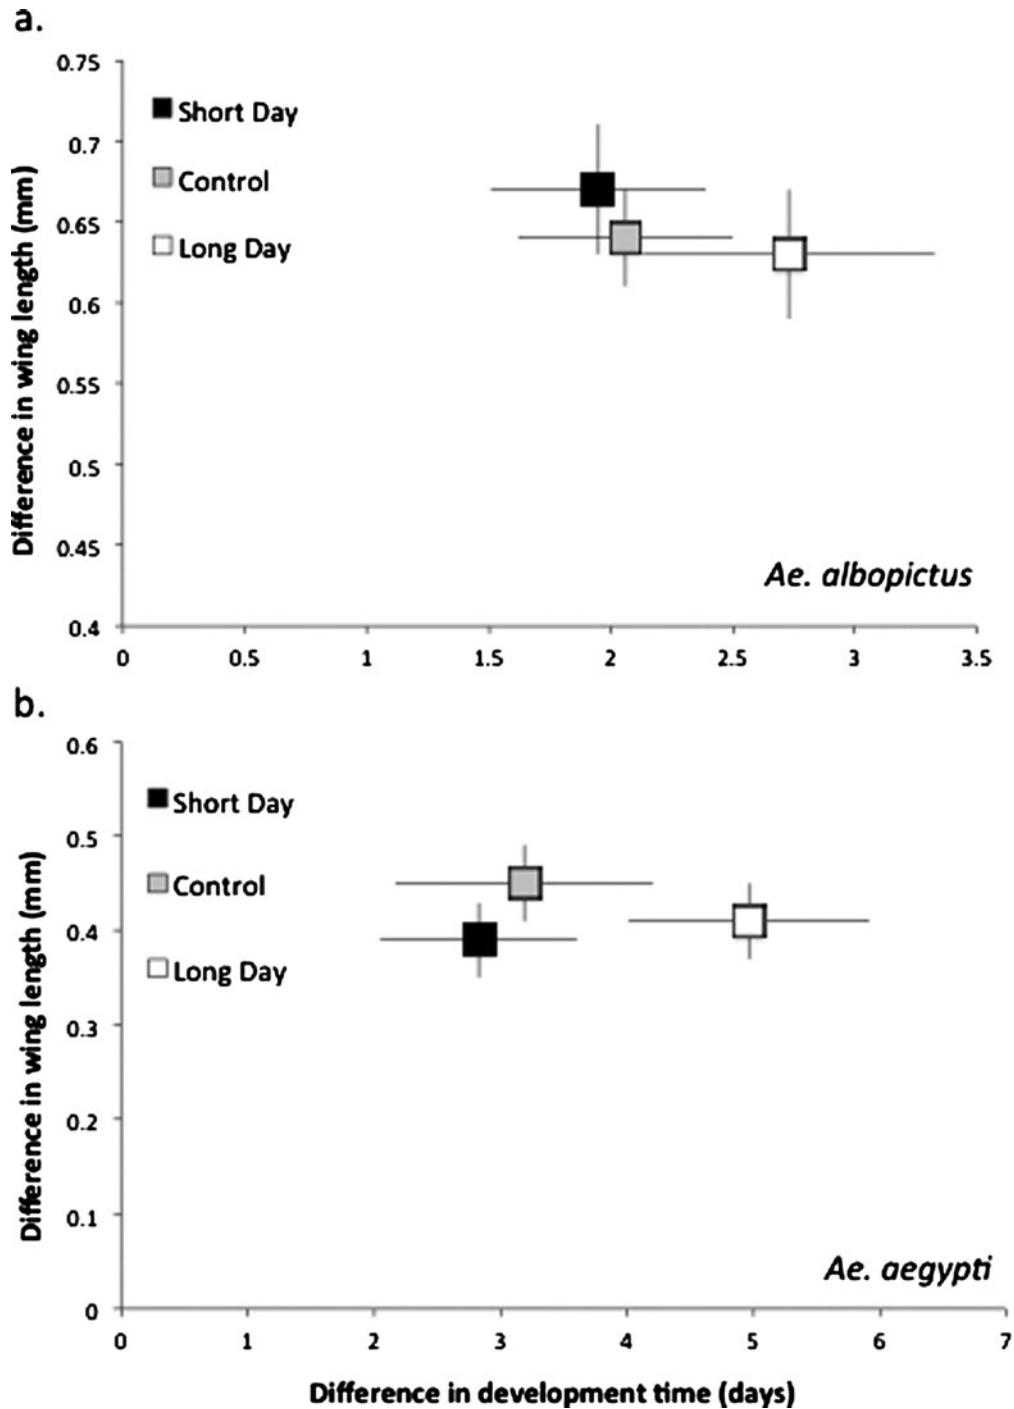 a.
Difference in wing length (mm)
0.75
0.7
0.65
0.6
0.55
0.5
0.45
0.4
Short Day
Control
Long Day
Ae. albopictus
0 0.5 1 1.5 2 2.5 3 3.5
b.
Difference in wing length (mm)
0.6
0.5
0.4
0.3
0.2
0.1
0
Short Day
Control
Long Day
Ae. aegypti
0 1 2 3 4 5 6 7
Difference in development time (days)